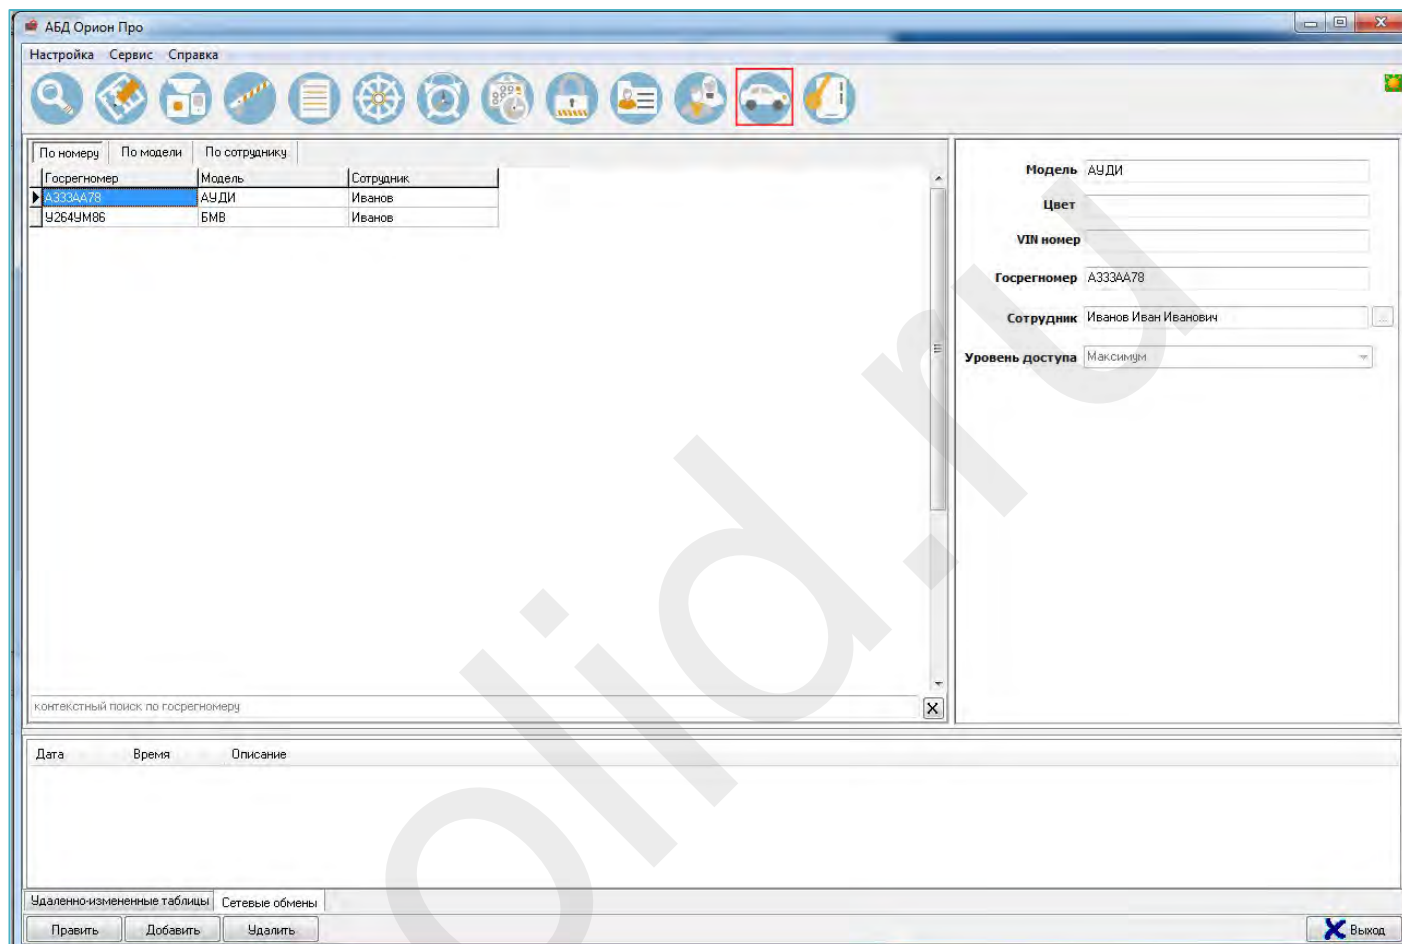 АБД Орион Про
Настройка Сервис Справка
По номеру По модели По сотруднику
Госрегномер Модель Сотрудник
А333АА78 АУДИ Иванов
У264УМ86 БМВ Иванов
контекстный поиск по госрегномеру
Модель АУДИ
Цвет
VIN номер
Госрегномер А333АА78
Сотрудник Иванов Иван Иванович ...
Уровень доступа Максимум
Дата Время Описание
Удаленно-измененные таблицы Сетевые обмены
Править Добавить Удалить Выход
olid.ru